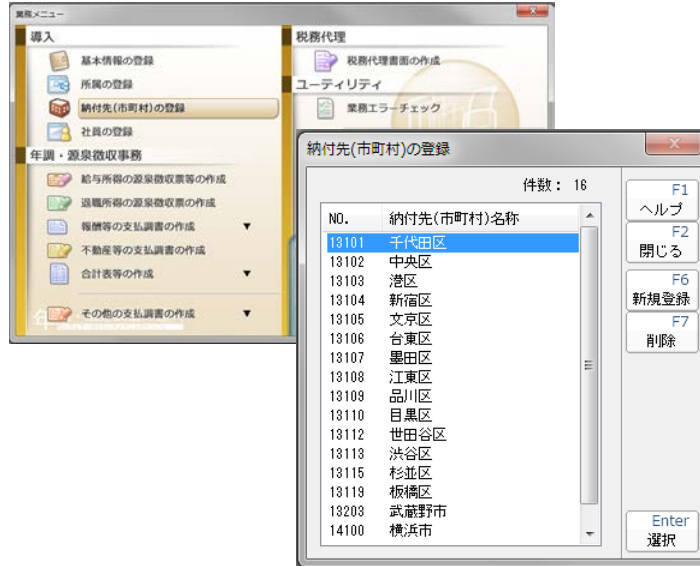 業務メニュー
導入
基本情報の登録
所属の登録
納付先(市町村)の登録
社員の登録
年調・源泉徴収事務
給与所得の源泉徴収票等の作成
退職所得の源泉徴収票の作成
報酬等の支払調書の作成 ▼
不動産等の支払調書の作成
合計表等の作成 ▼
その他の支払調書の作成 ▼
税務代理
税務代理書面の作成
ユーティリティ
業務エラーチェック
納付先(市町村)の登録
件数: 16
NO. 納付先(市町村)名称
13101 千代田区
13102 中央区
13103 港区
13104 新宿区
13105 文京区
13106 台東区
13107 墨田区
13108 江東区
13109 品川区
13110 目黒区
13112 世田谷区
13113 渋谷区
13115 杉並区
13119 板橋区
13203 武蔵野市
14100 横浜市
F1
ヘルプ
F2
閉じる
F6
新規登録
F7
削除
Enter
選択